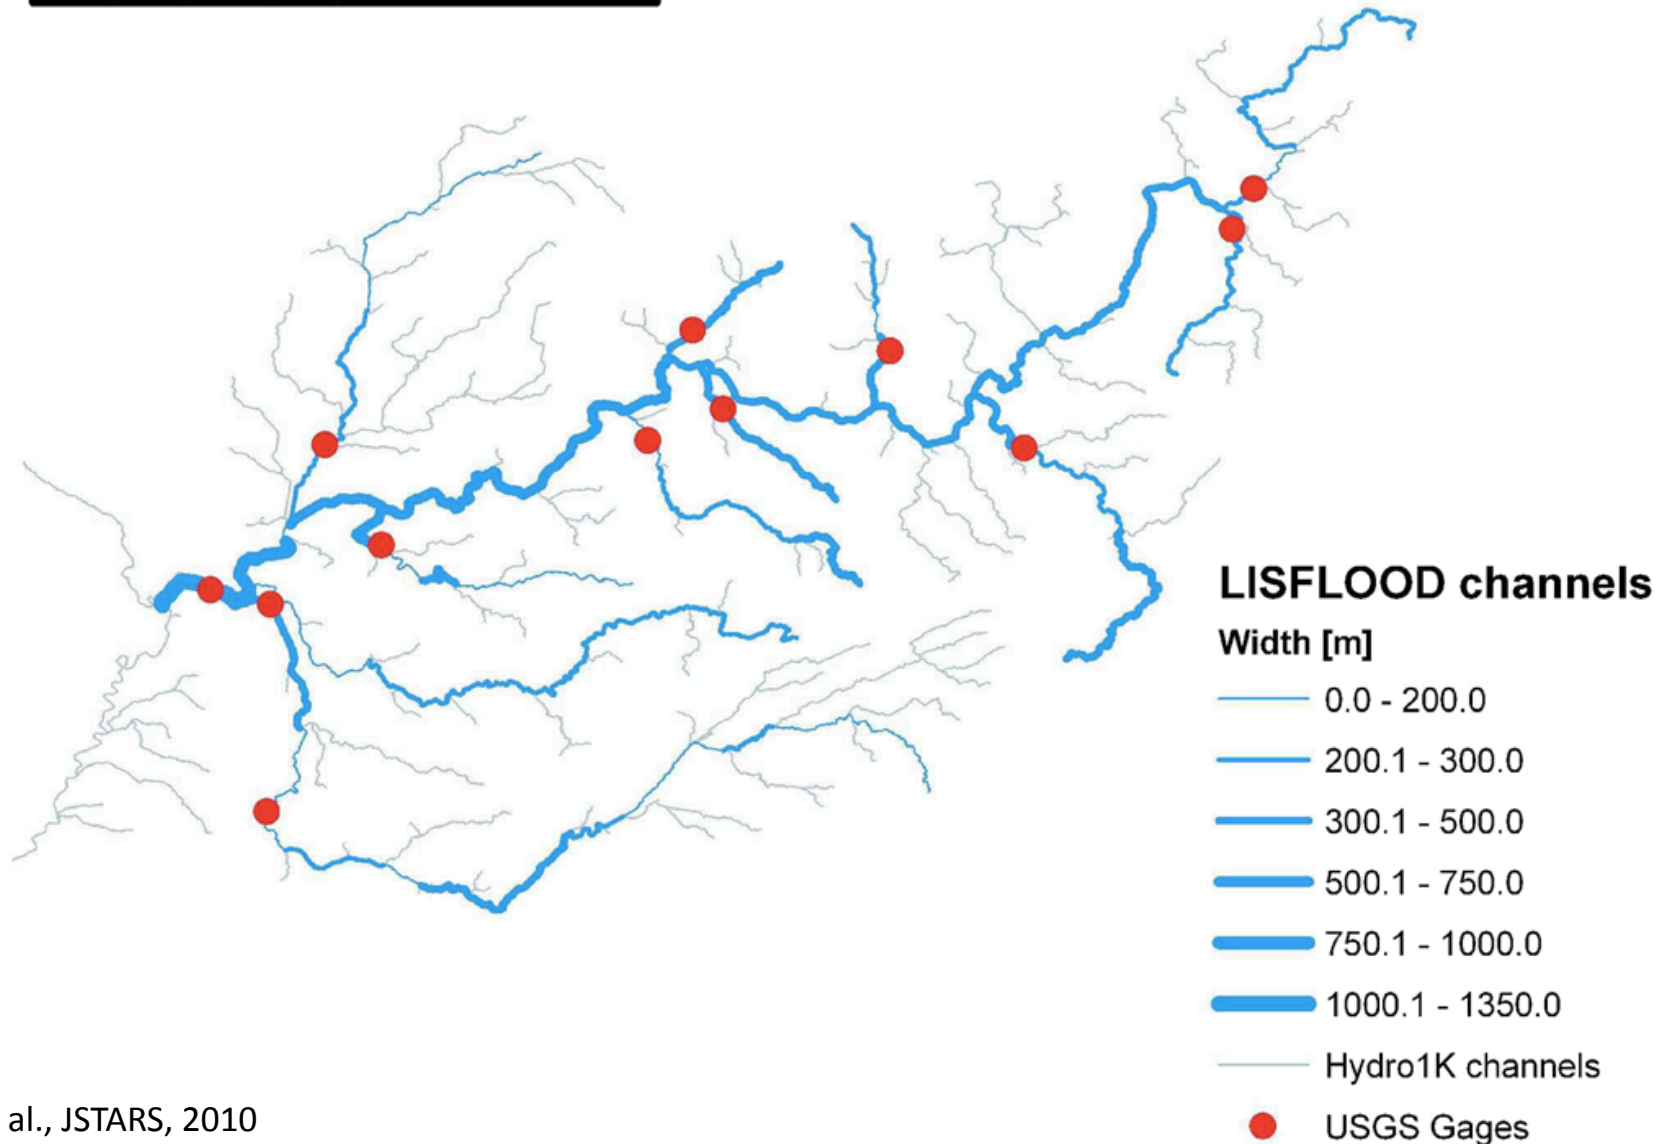 LISFLOOD channels
Width [m]
0.0 - 200.0
200.1 - 300.0
300.1 - 500.0
500.1 - 750.0
750.1 - 1000.0
1000.1 - 1350.0
Hydro1K channels
USGS Gages
al., JSTARS, 2010